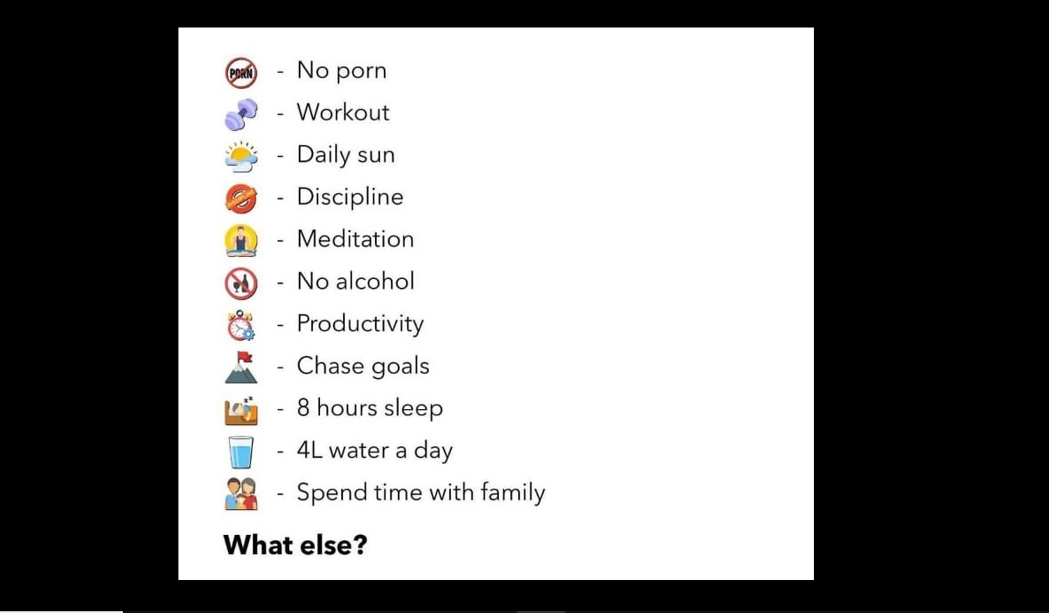 PORN - No porn
- Workout
- Daily sun
- Discipline
- Meditation
- No alcohol
- Productivity
- Chase goals
- 8 hours sleep
- 4L water a day
- Spend time with family
What else?